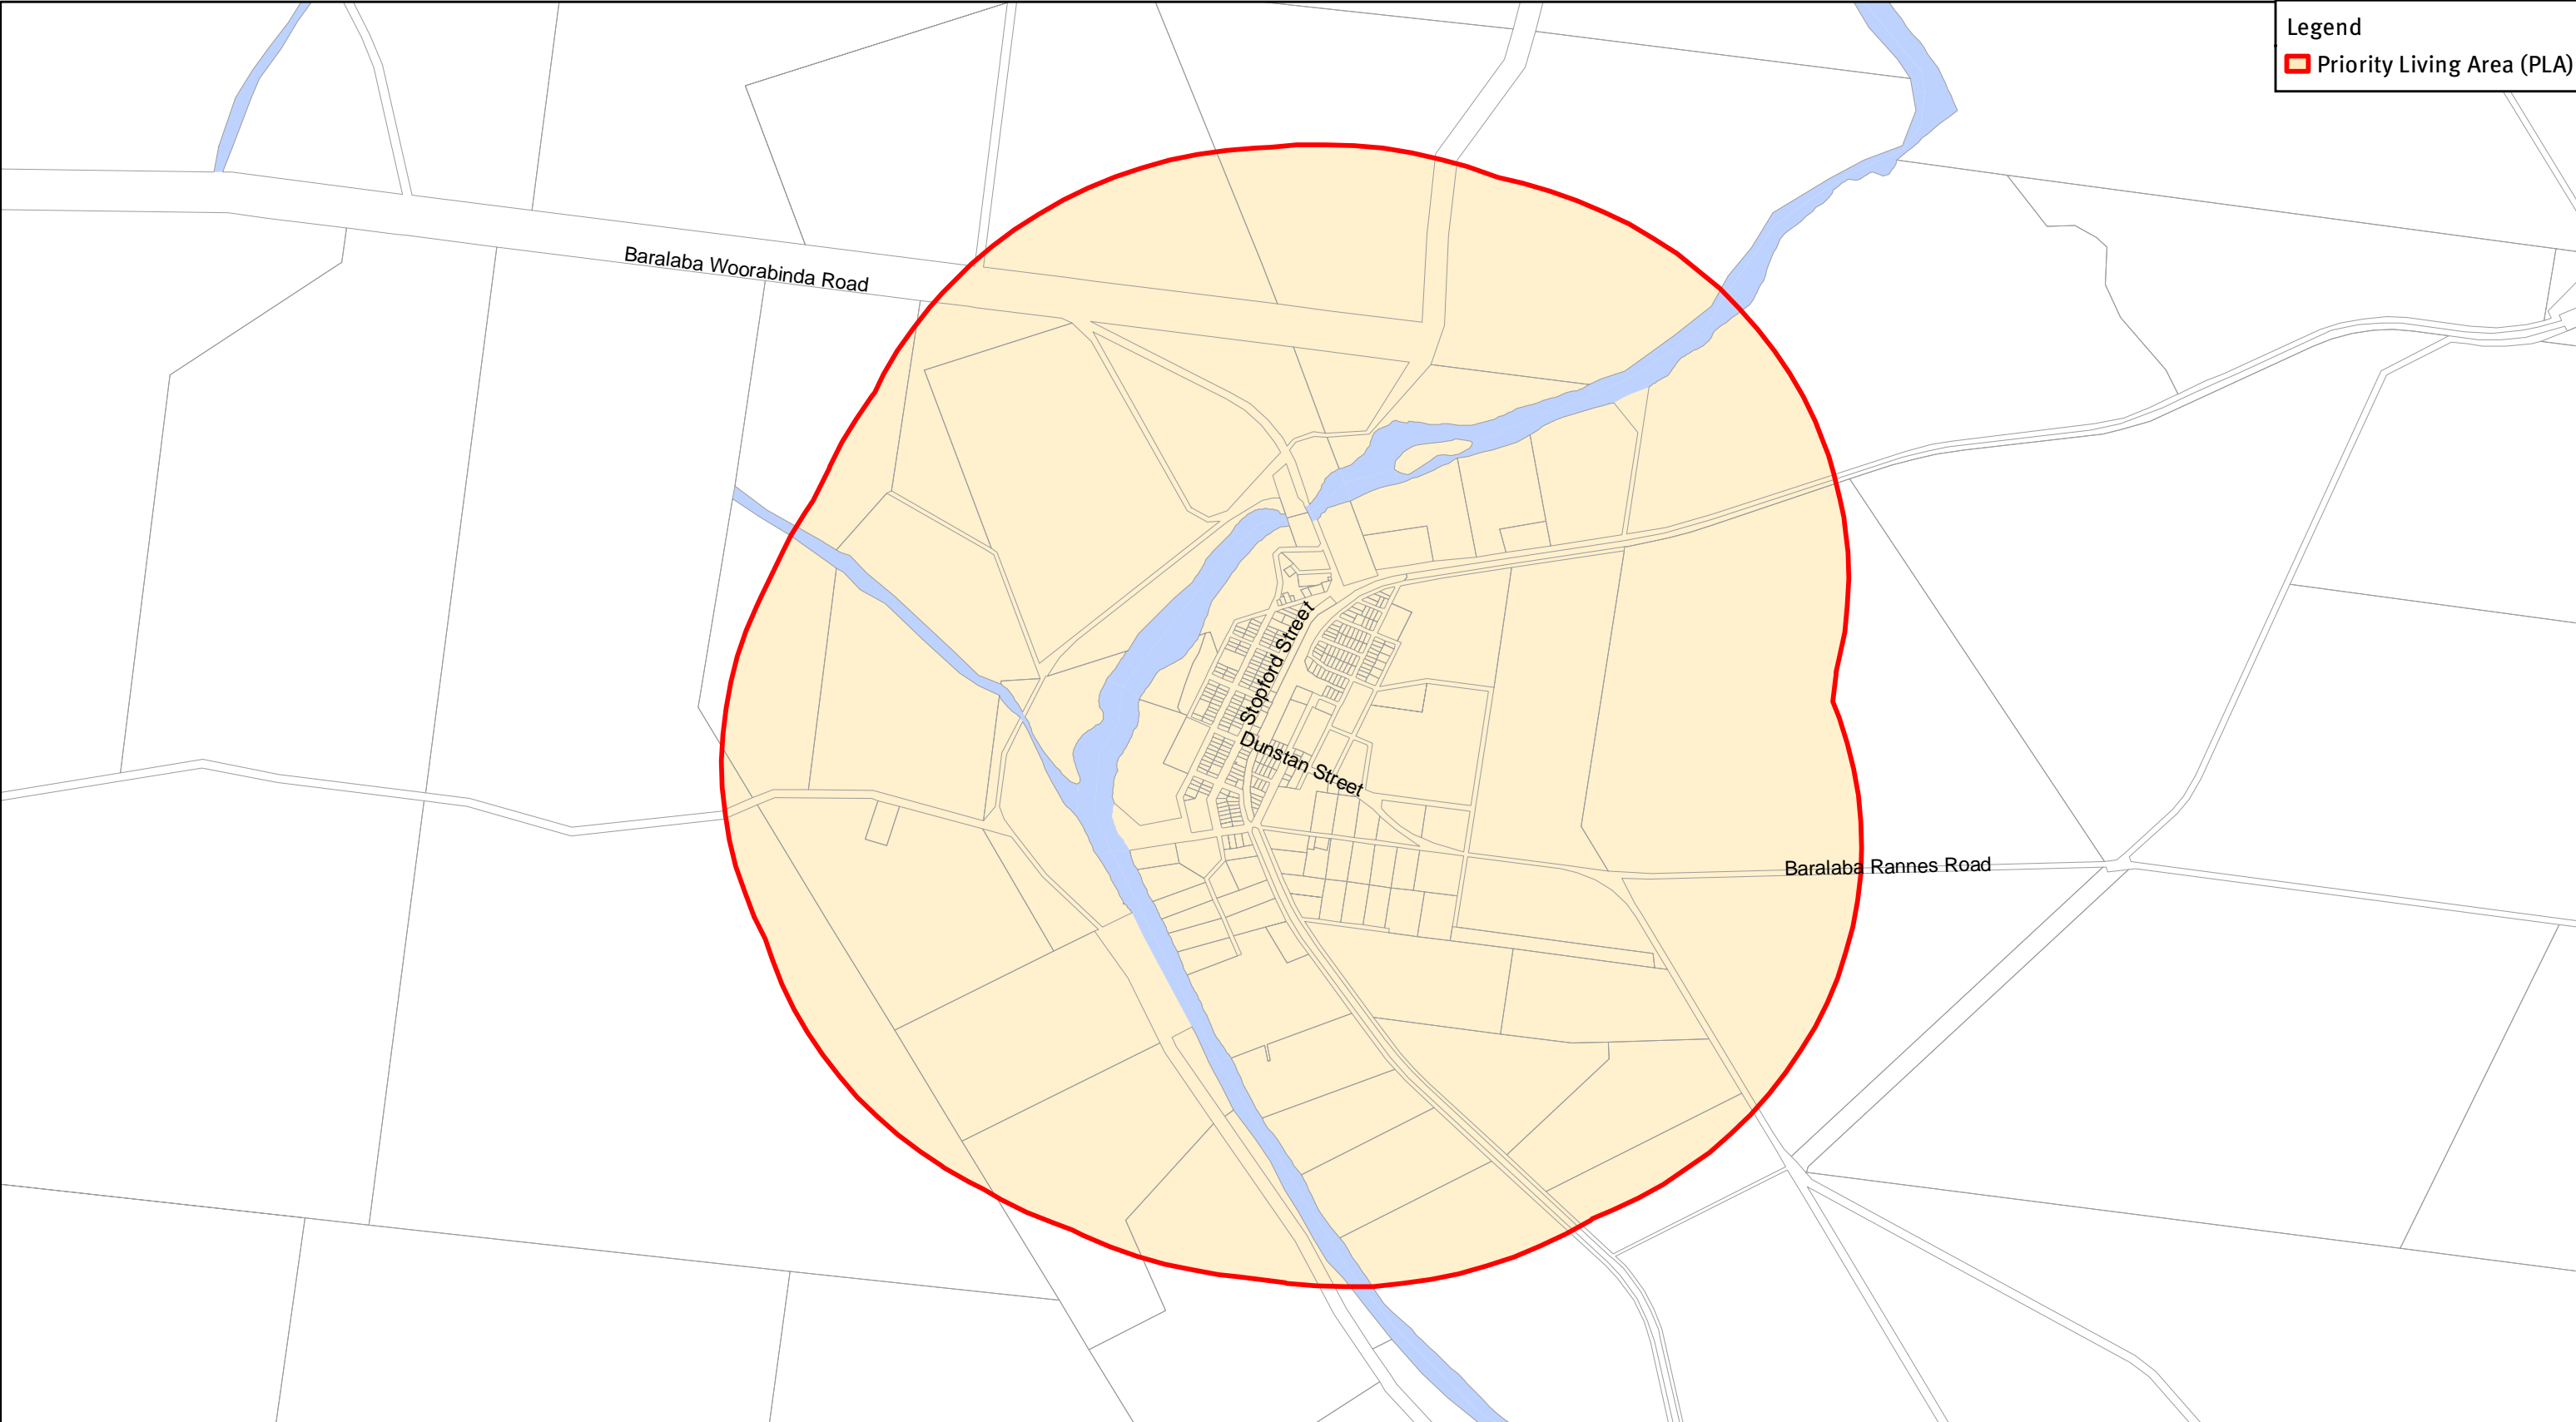 Legend
Priority Living Area (PLA)
Baralaba Woorabinda Road
Stopford Street
Dunstan Street
Baralaba Rannes Road